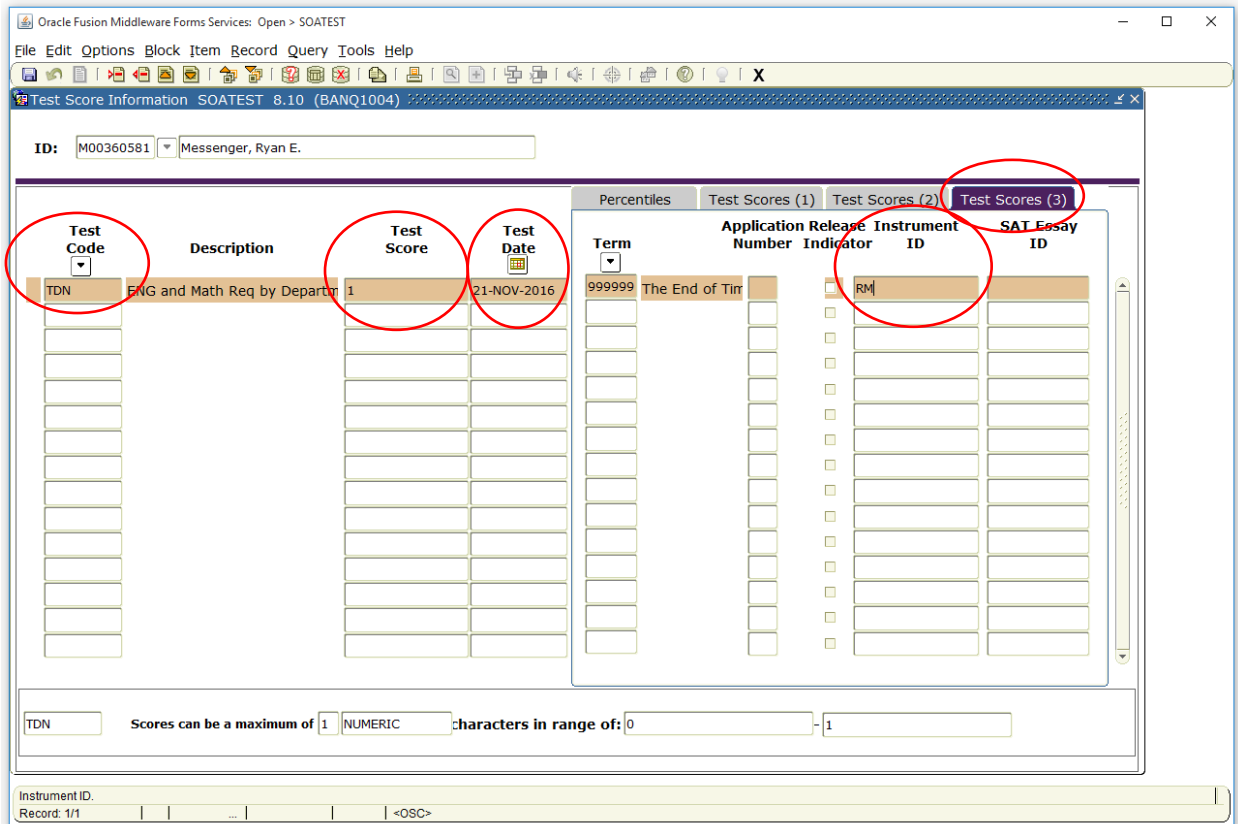 Oracle Fusion Middleware Forms Services: Open > SOATEST
File Edit Options Block Item Record Query Tools Help
X
Test Score Information SOATEST 8.10 (BANQ1004)
ID: M00360581 Messenger, Ryan E.
Percentiles Test Scores (1) Test Scores (2) Test Scores (3)
Test Code Description Test Score Test Date Term Application Number Release Indicator Instrument ID SAT Essay ID
TDN ENG and Math Req by Departm 1 21-NOV-2016 999999 The End of Tim RM
TDN Scores can be a maximum of 1 NUMERIC characters in range of: 0 - 1
Instrument ID.
Record: 1/1 ... <OSC>